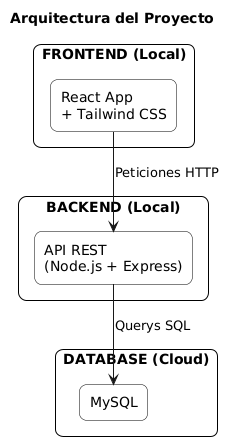 Arquitectura del Proyecto
FRONTEND (Local)
React App
+ Tailwind CSS
Peticiones HTTP
BACKEND (Local)
API REST
(Node.js + Express)
Querys SQL
DATABASE (Cloud)
MySQL